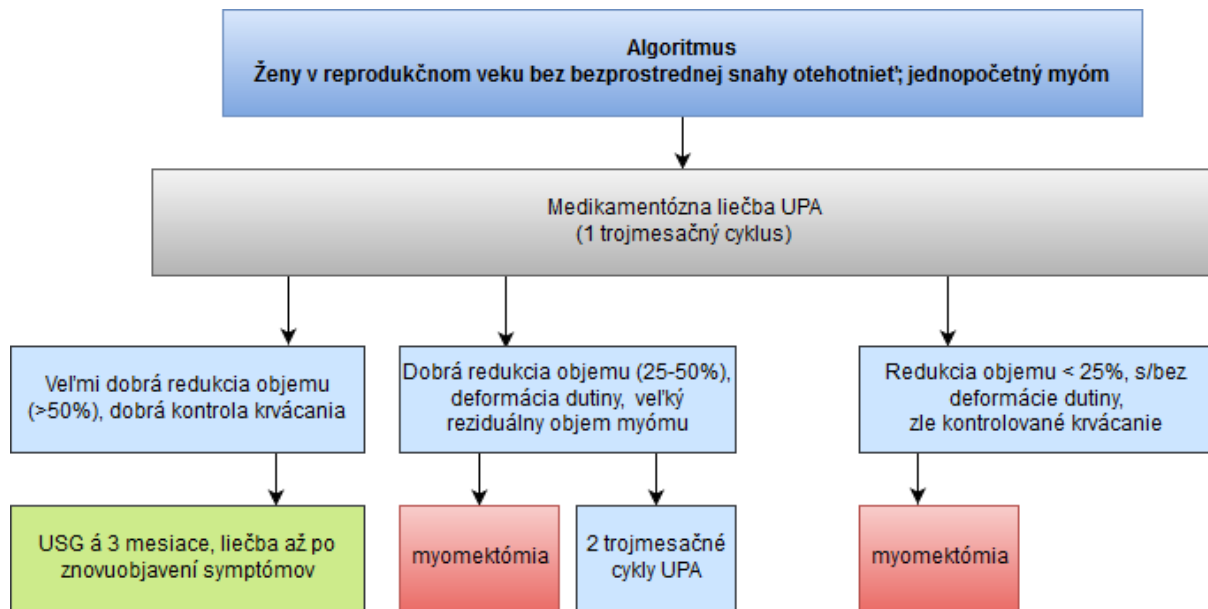 Algoritmus
Ženy v reprodukčnom veku bez bezprostrednej snahy otehotnieť; jednopočetný myóm
Medikamentózna liečba UPA
(1 trojmesačný cyklus)
Veľmi dobrá redukcia objemu
(>50%), dobrá kontrola krvácania
Dobrá redukcia objemu (25-50%),
deformácia dutiny, veľký
reziduálny objem myómu
Redukcia objemu < 25%, s/bez
deformácie dutiny,
zle kontrolované krvácanie
USG á 3 mesiace, liečba až po
znovuobjavení symptómov
myomektómia
2 trojmesačné
cykly UPA
myomektómia